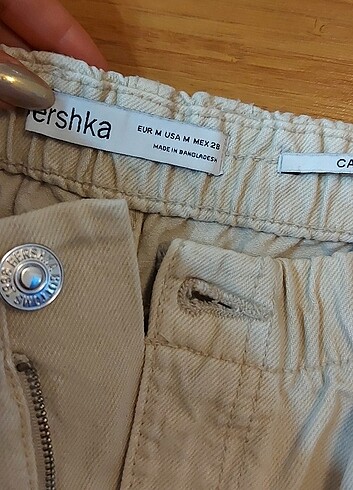 ershka
EUR M USA M MEX 28
MADE IN BANGLADESH
CA